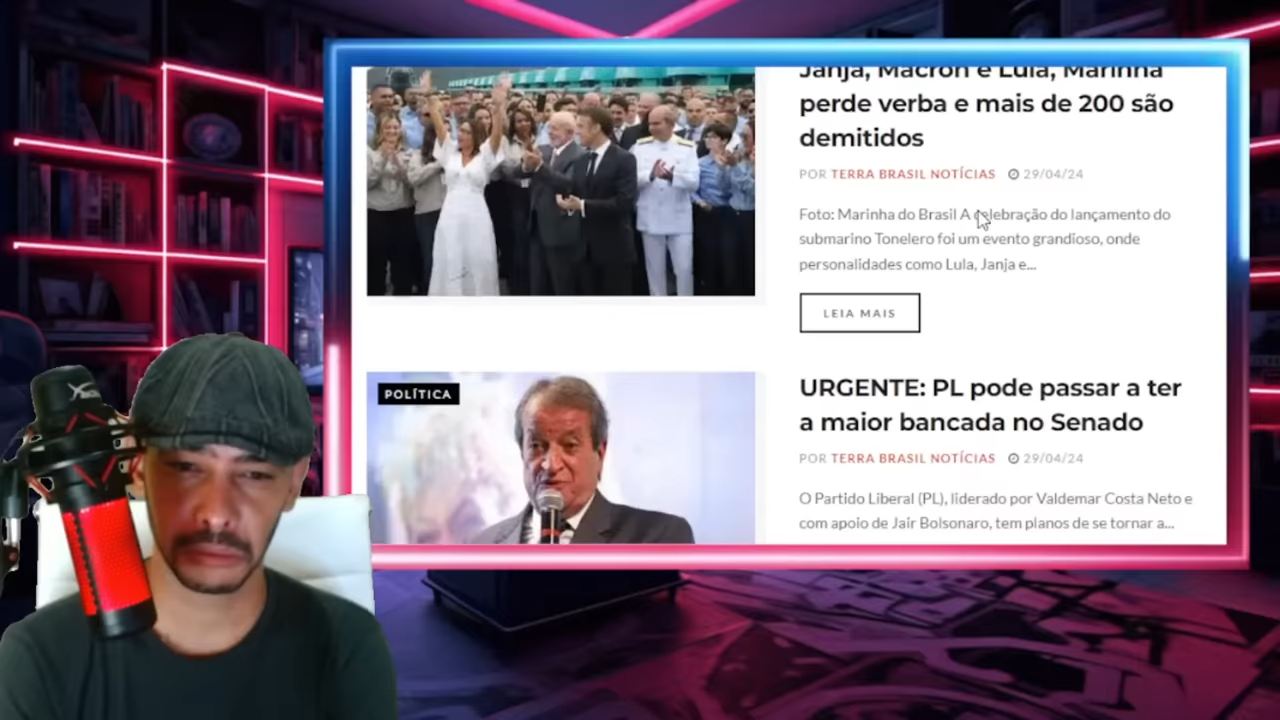 Janja, Macron e Lula, Marinha
perde verba e mais de 200 são
demitidos
POR TERRA BRASIL NOTÍCIAS 29/04/24
Foto: Marinha do Brasil A celebração do lançamento do
submarino Tonelero foi um evento grandioso, onde
personalidades como Lula, Janja e...
LEIA MAIS
POLÍTICA
URGENTE: PL pode passar a ter
a maior bancada no Senado
POR TERRA BRASIL NOTÍCIAS 29/04/24
O Partido Liberal (PL), liderado por Valdemar Costa Neto e
com apoio de Jair Bolsonaro, tem planos de se tornar a...